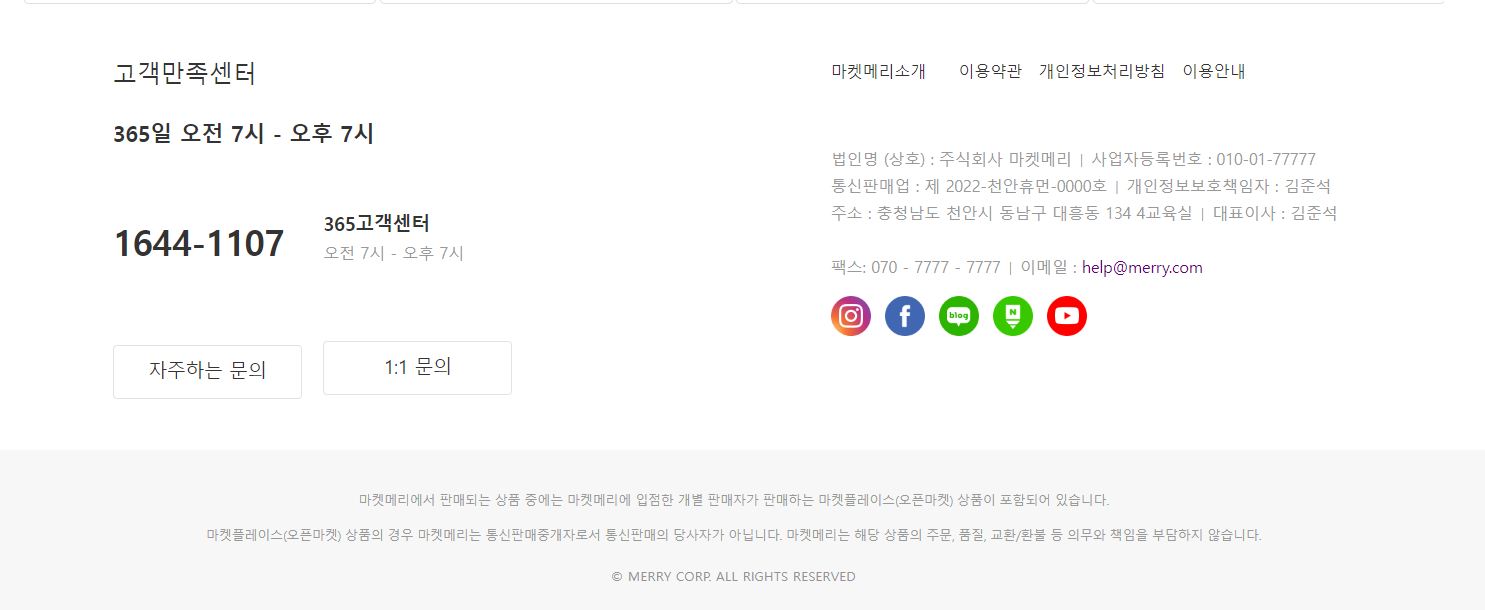 고객만족센터
365일 오전 7시 - 오후 7시
1644-1107
365고객센터
오전 7시 - 오후 7시
자주하는 문의
1:1 문의
마켓메리소개 이용약관 개인정보처리방침 이용안내
법인명 (상호) : 주식회사 마켓메리 | 사업자등록번호 : 010-01-77777
통신판매업 : 제 2022-천안휴먼-0000호 | 개인정보보호책임자 : 김준석
주소 : 충청남도 천안시 동남구 대흥동 134 4교육실 | 대표이사 : 김준석
팩스: 070 - 7777 - 7777 | 이메일 : help@merry.com
blog
N
마켓메리에서 판매되는 상품 중에는 마켓메리에 입점한 개별 판매자가 판매하는 마켓플레이스(오픈마켓) 상품이 포함되어 있습니다.
마켓플레이스(오픈마켓) 상품의 경우 마켓메리는 통신판매중개자로서 통신판매의 당사자가 아닙니다. 마켓메리는 해당 상품의 주문, 품질, 교환/환불 등 의무와 책임을 부담하지 않습니다.
© MERRY CORP. ALL RIGHTS RESERVED